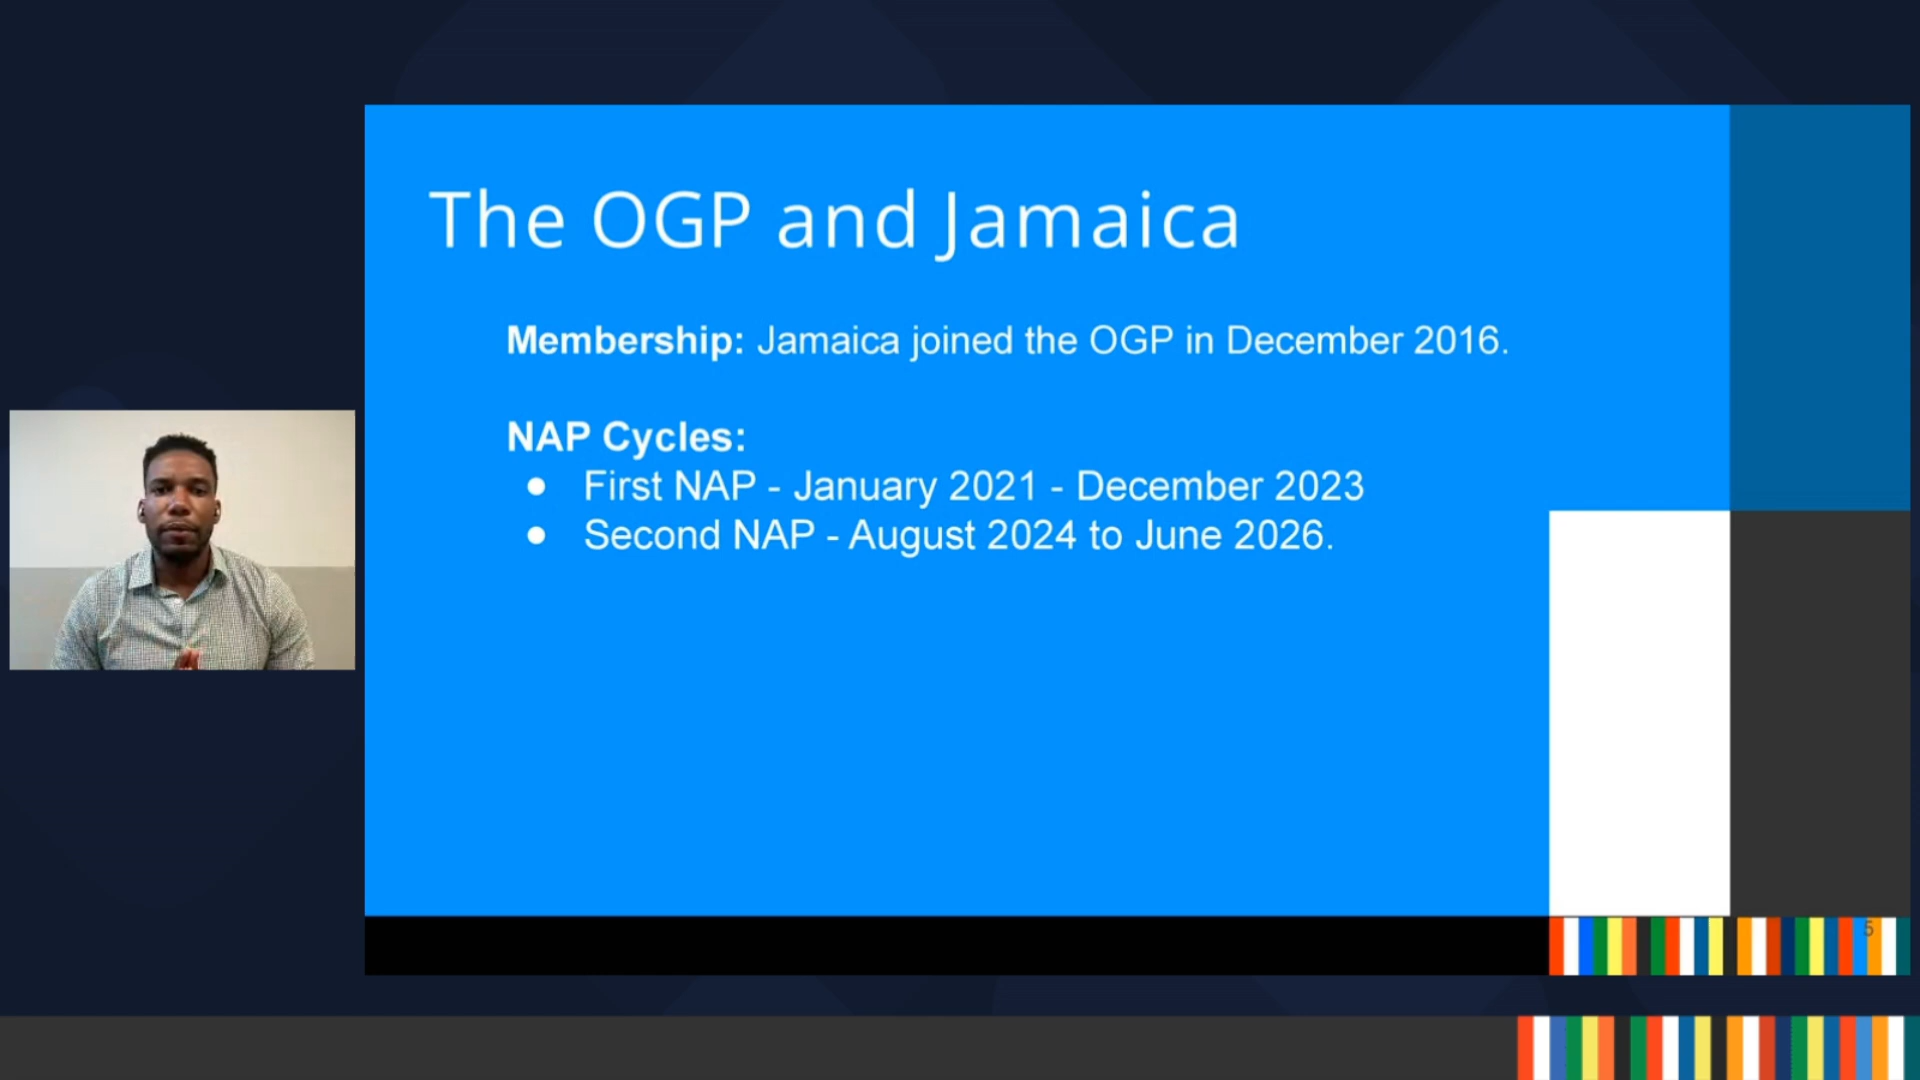 The OGP and Jamaica
Membership: Jamaica joined the OGP in December 2016.
NAP Cycles:
● First NAP - January 2021 - December 2023
● Second NAP - August 2024 to June 2026.
5